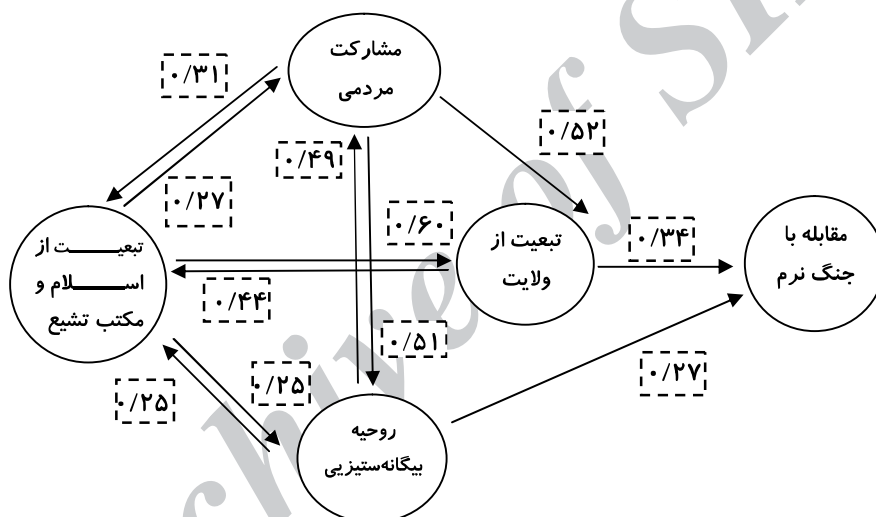 مشارکت
مردمی
۰/۳۱
۰/۵۲
۰/۴۹
۰/۲۷
۰/۶۰
تبعیـــــت از
اســـــلام و
مکتب تشیع
تبعیت از
ولایت
۰/۳۴
مقابله با
جنگ نرم
۰/۴۴
۰/۵۱
۰/۲۵
۰/۲۵
۰/۲۷
روحیه
بیگانه‌ستیزیی